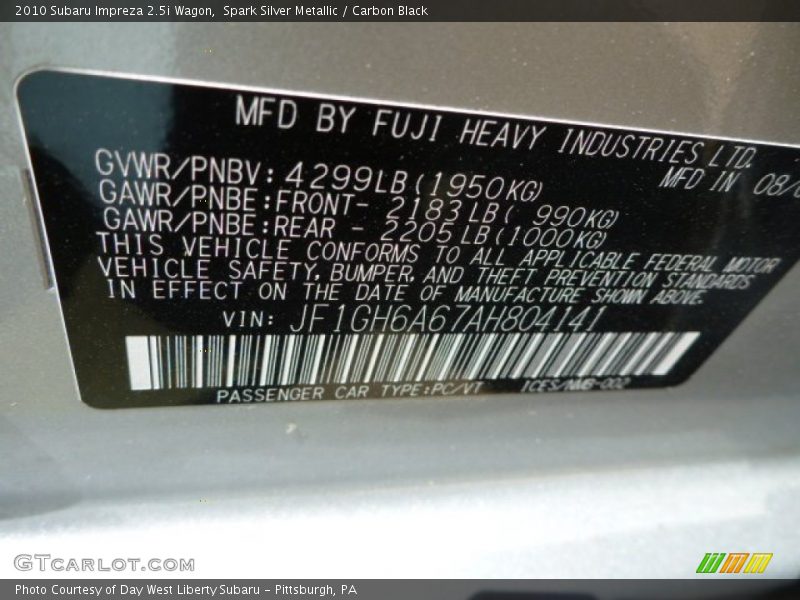 2010 Subaru Impreza 2.5i Wagon,  Spark Silver Metallic / Carbon Black
MFD BY FUJI HEAVY INDUSTRIES LTD.
MFD IN 08/
GVWR/PNBV: 4299LB(1950KG)
GAWR/PNBE:FRONT- 2183LB( 990KG)
GAWR/PNBE:REAR - 2205LB(1000KG)
THIS VEHICLE CONFORMS TO ALL APPLICABLE FEDERAL MOTOR
VEHICLE SAFETY, BUMPER, AND THEFT PREVENTION STANDARDS
IN EFFECT ON THE DATE OF MANUFACTURE SHOWN ABOVE.
VIN: JF1GH6A67AH804141
PASSENGER CAR TYPE:PC/VT ICES/NMB-002
GTCARLOT.COM
Photo Courtesy of Day West Liberty Subaru - Pittsburgh, PA